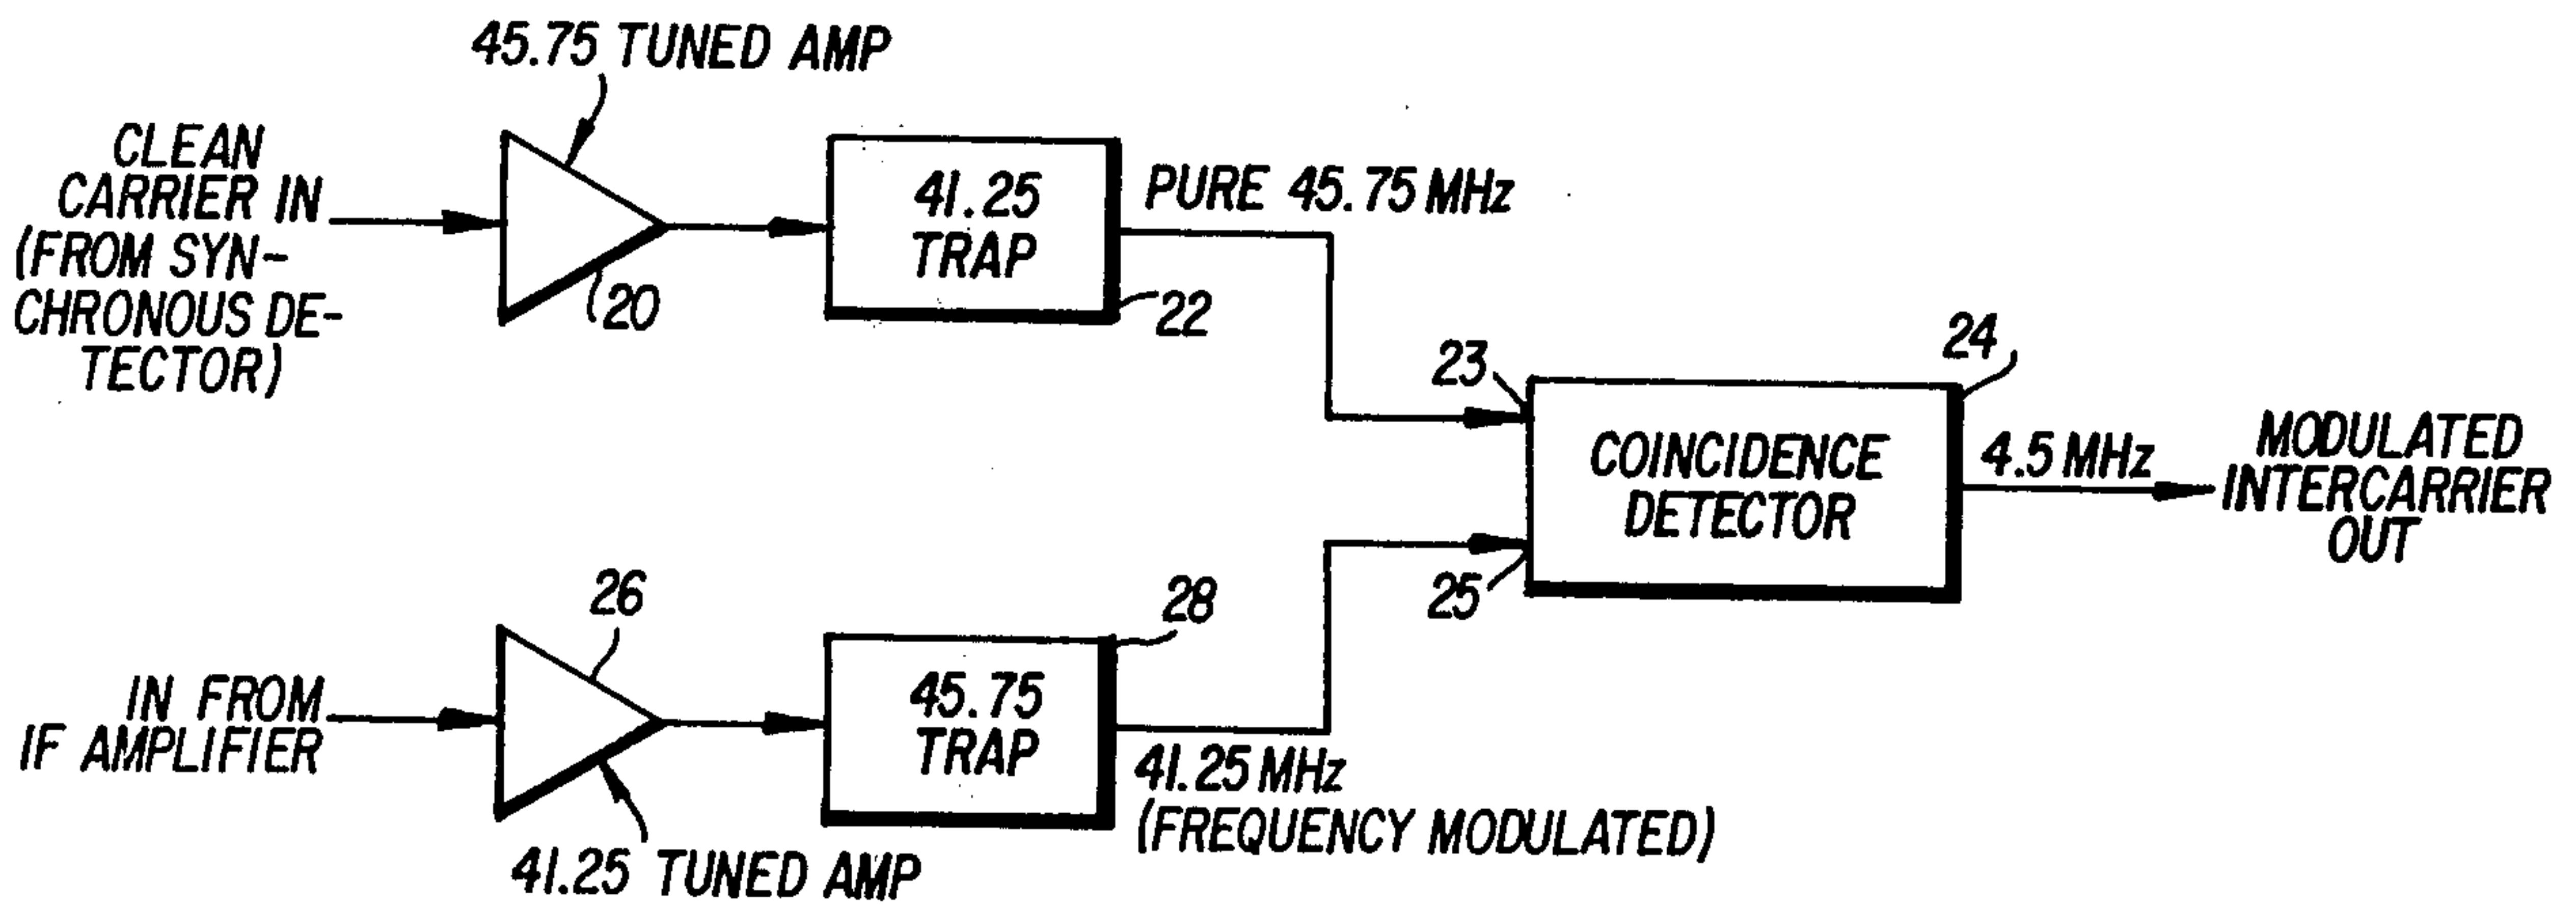 45.75 TUNED AMP
CLEAN
CARRIER IN
(FROM SYN-
CHRONOUS DE-
TECTOR)
20
41.25
TRAP
22
PURE 45.75 MHz
23
24
COINCIDENCE
DETECTOR
25
4.5 MHz
MODULATED
INTERCARRIER
OUT
IN FROM
IF AMPLIFIER
26
41.25 TUNED AMP
28
45.75
TRAP
41.25 MHz
(FREQUENCY MODULATED)